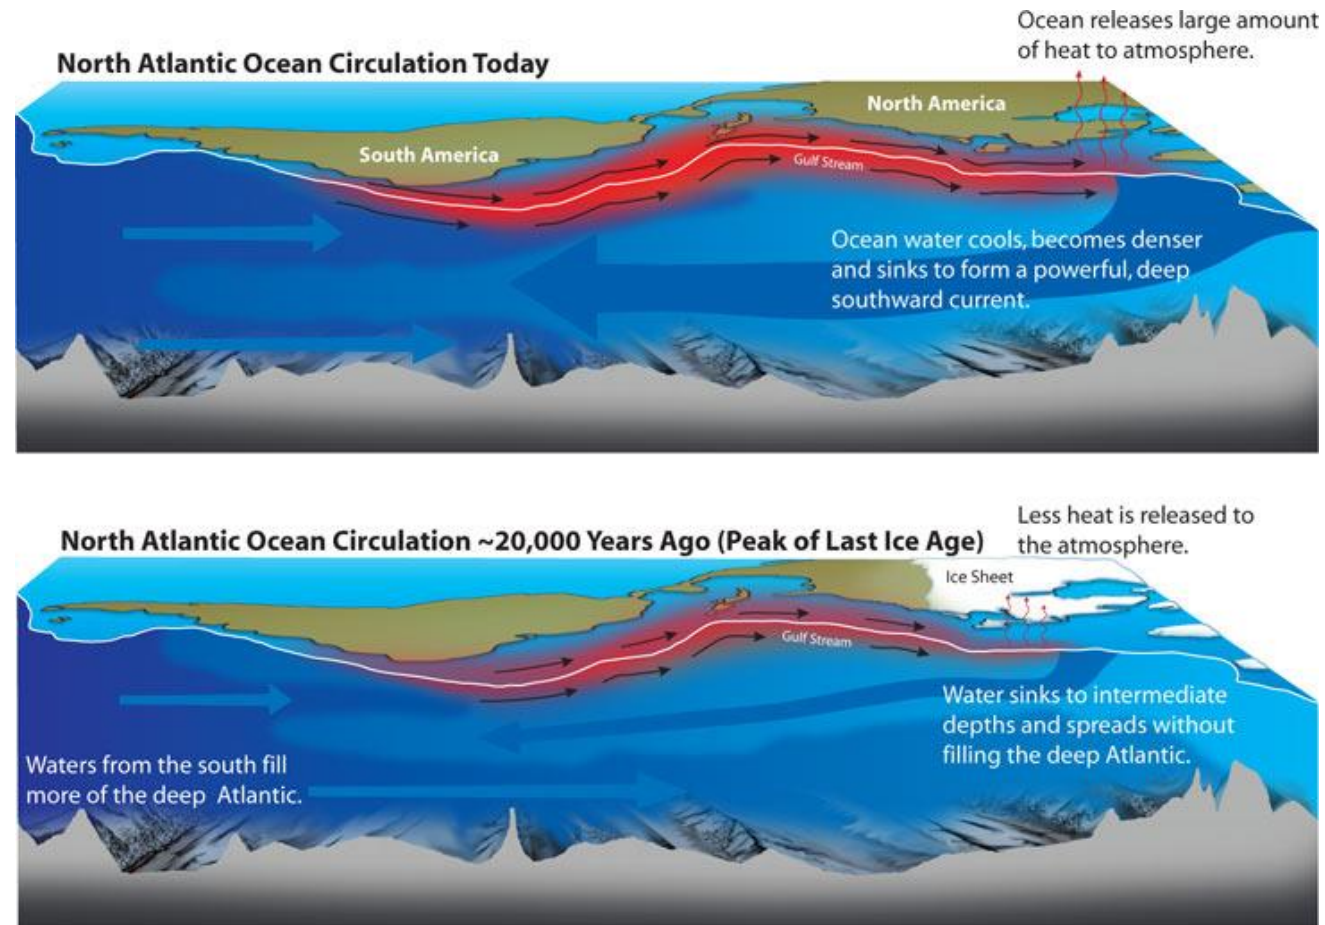 Ocean releases large amount
of heat to atmosphere.
North Atlantic Ocean Circulation Today
North America
South America
Gulf Stream
Ocean water cools, becomes denser
and sinks to form a powerful, deep
southward current.
Less heat is released to
the atmosphere.
North Atlantic Ocean Circulation ~20,000 Years Ago (Peak of Last Ice Age)
Ice Sheet
Gulf Stream
Water sinks to intermediate
depths and spreads without
filling the deep Atlantic.
Waters from the south fill
more of the deep Atlantic.